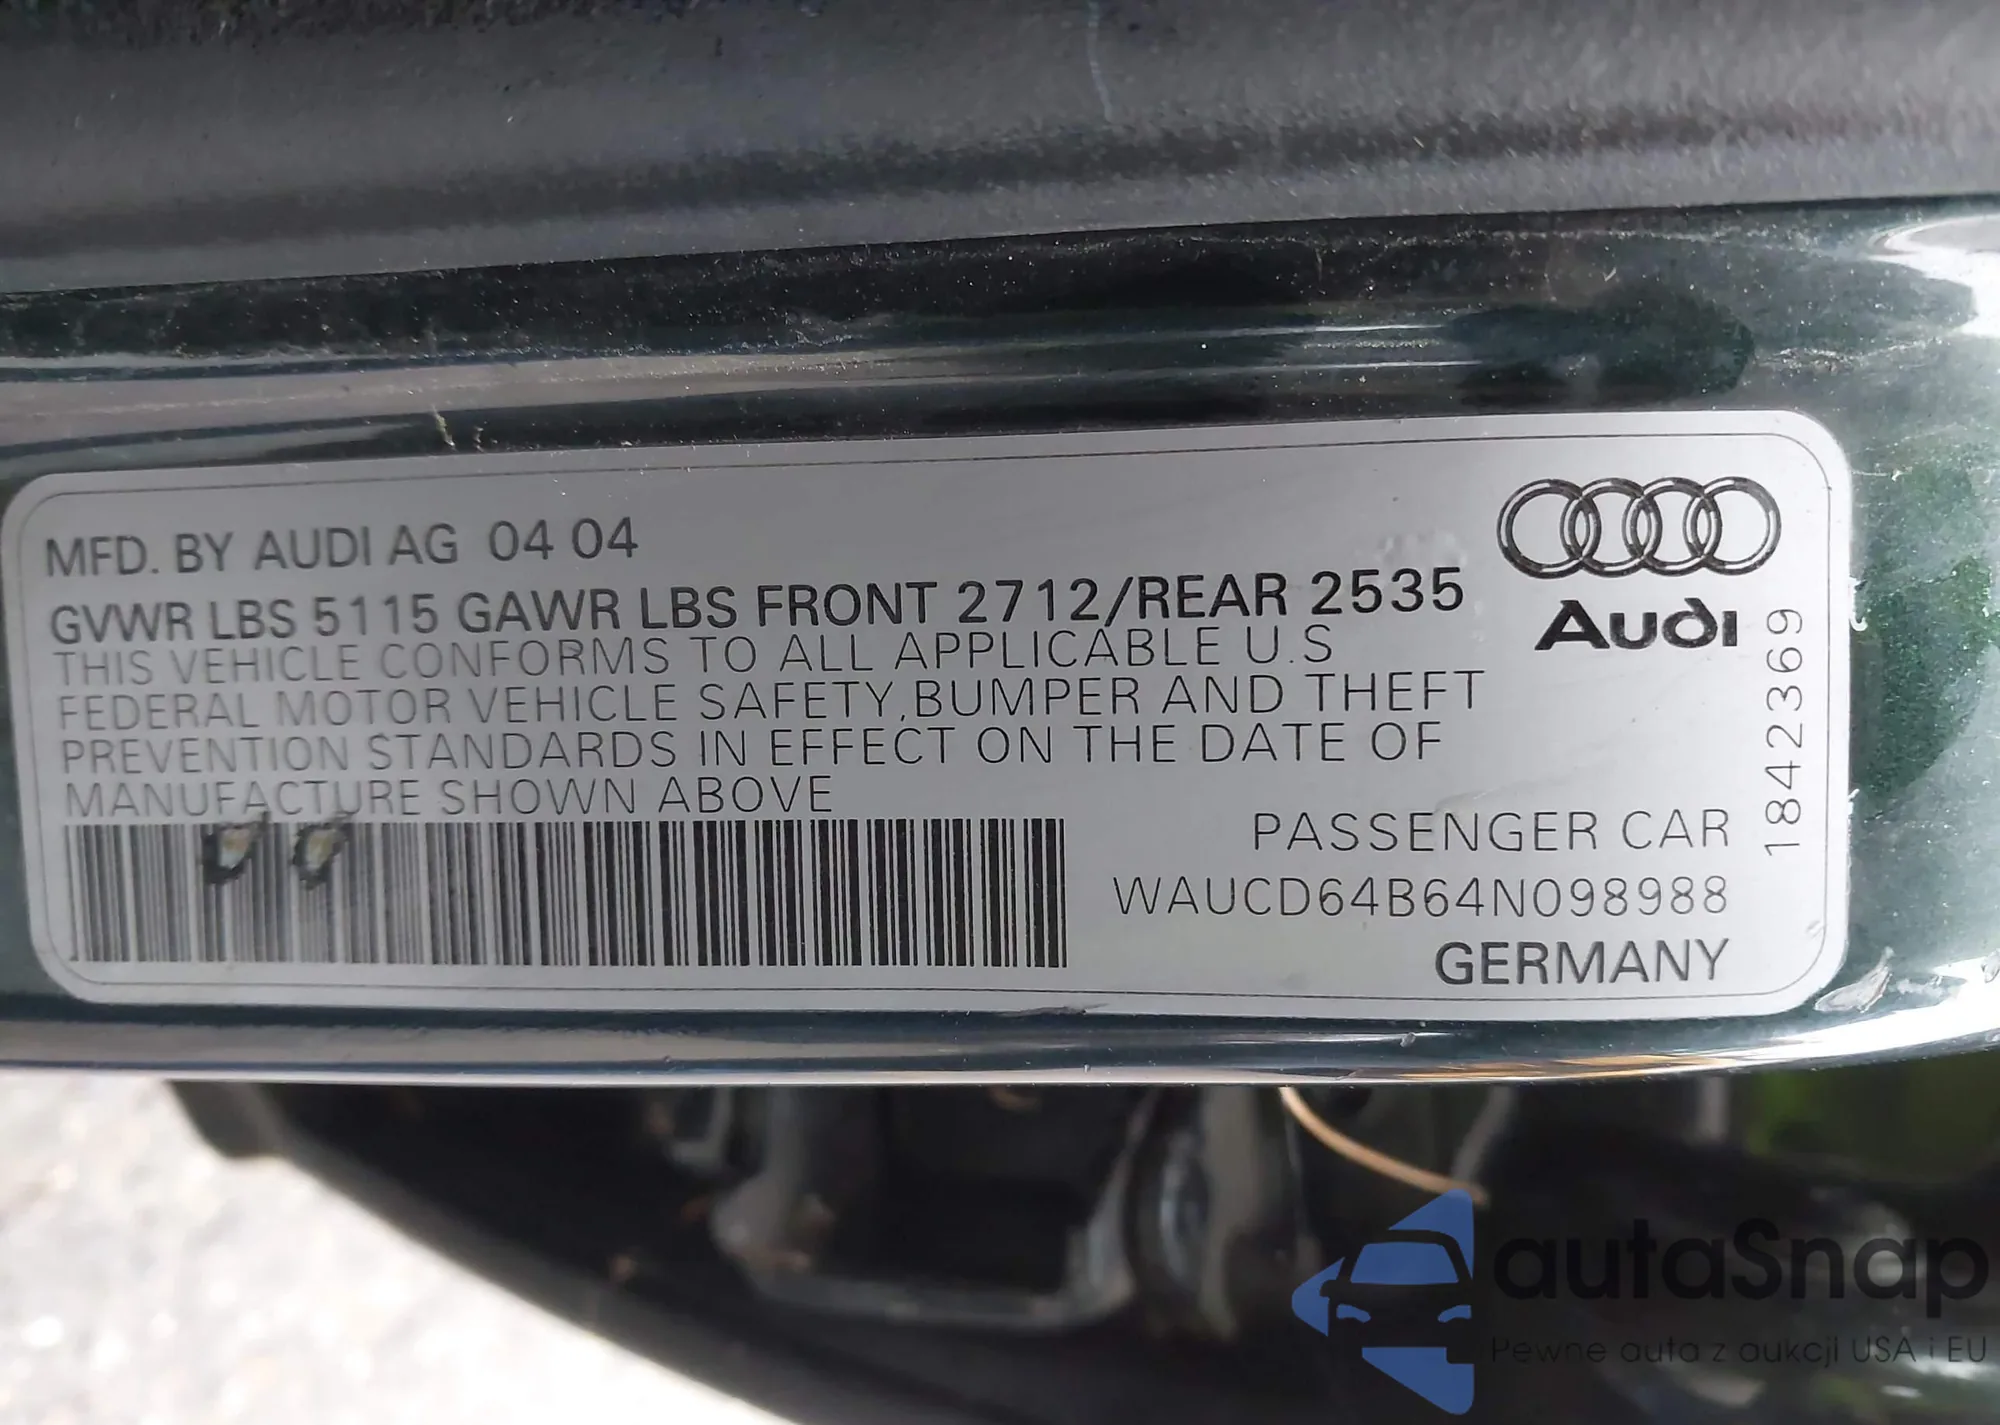 MFD. BY AUDI AG 04 04
GVWR LBS 5115 GAWR LBS FRONT 2712/REAR 2535
THIS VEHICLE CONFORMS TO ALL APPLICABLE U.S
FEDERAL MOTOR VEHICLE SAFETY,BUMPER AND THEFT
PREVENTION STANDARDS IN EFFECT ON THE DATE OF
MANUFACTURE SHOWN ABOVE
Audi
1842369
PASSENGER CAR
WAUCD64B64N098988
GERMANY
autaSnap
Pewne auta z aukcji USA i EU